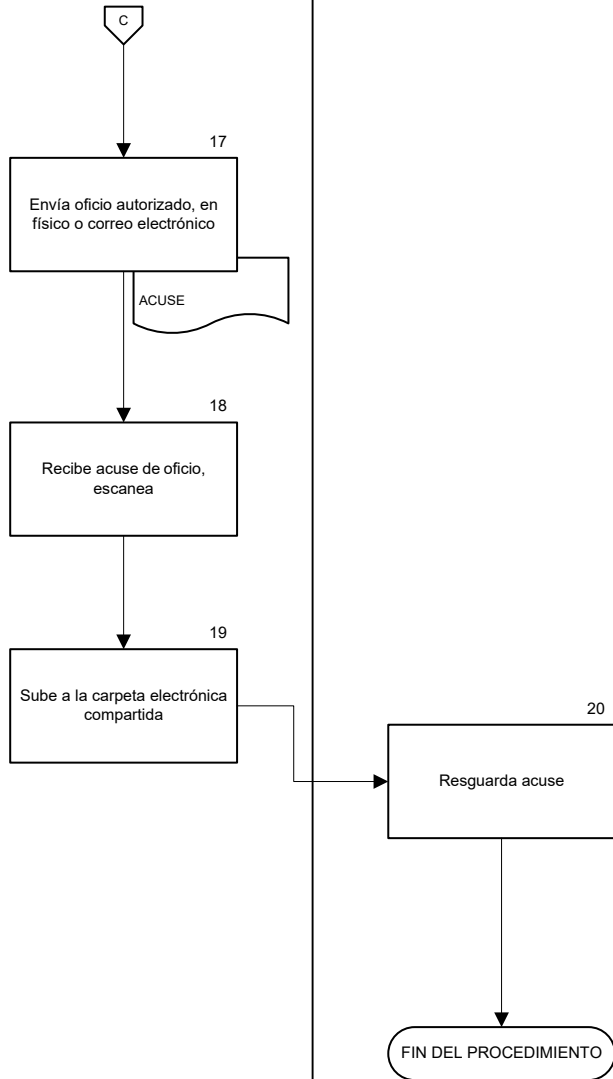 C
17
Envía oficio autorizado, en
físico o correo electrónico
ACUSE
18
Recibe acuse de oficio,
escanea
19
Sube a la carpeta electrónica
compartida
20
Resguarda acuse
FIN DEL PROCEDIMIENTO